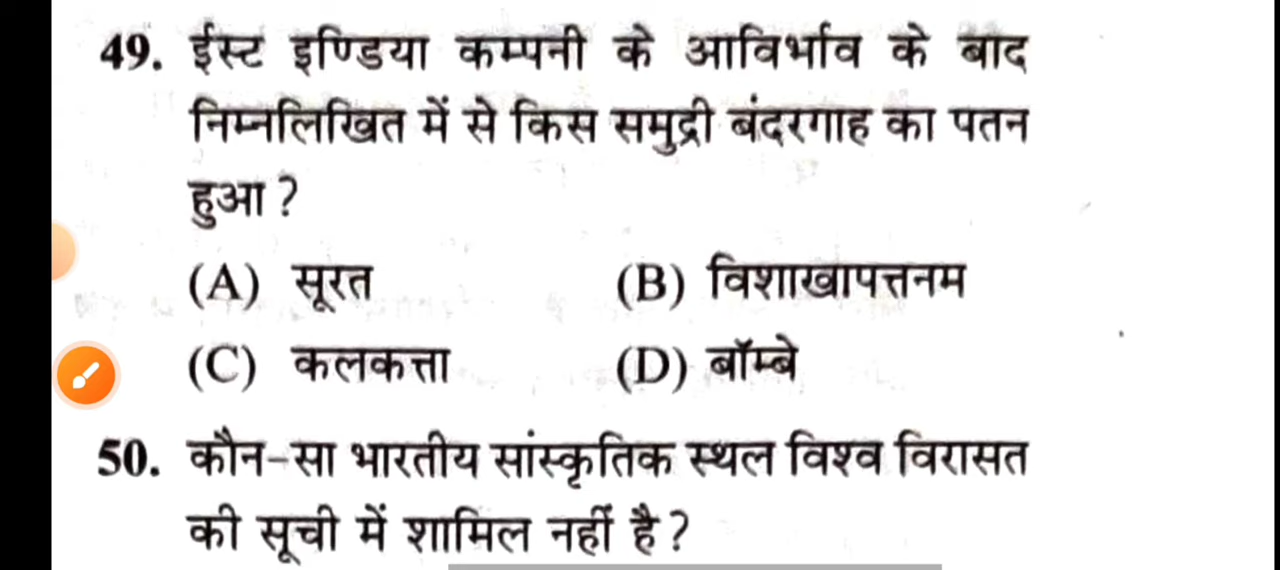 49. ईस्ट इण्डिया कम्पनी के आविर्भाव के बाद
निम्नलिखित में से किस समुद्री बंदरगाह का पतन
हुआ ?
(A) सूरत (B) विशाखापत्तनम
(C) कलकत्ता (D) बॉम्बे
50. कौन-सा भारतीय सांस्कृतिक स्थल विश्व विरासत
की सूची में शामिल नहीं है ?